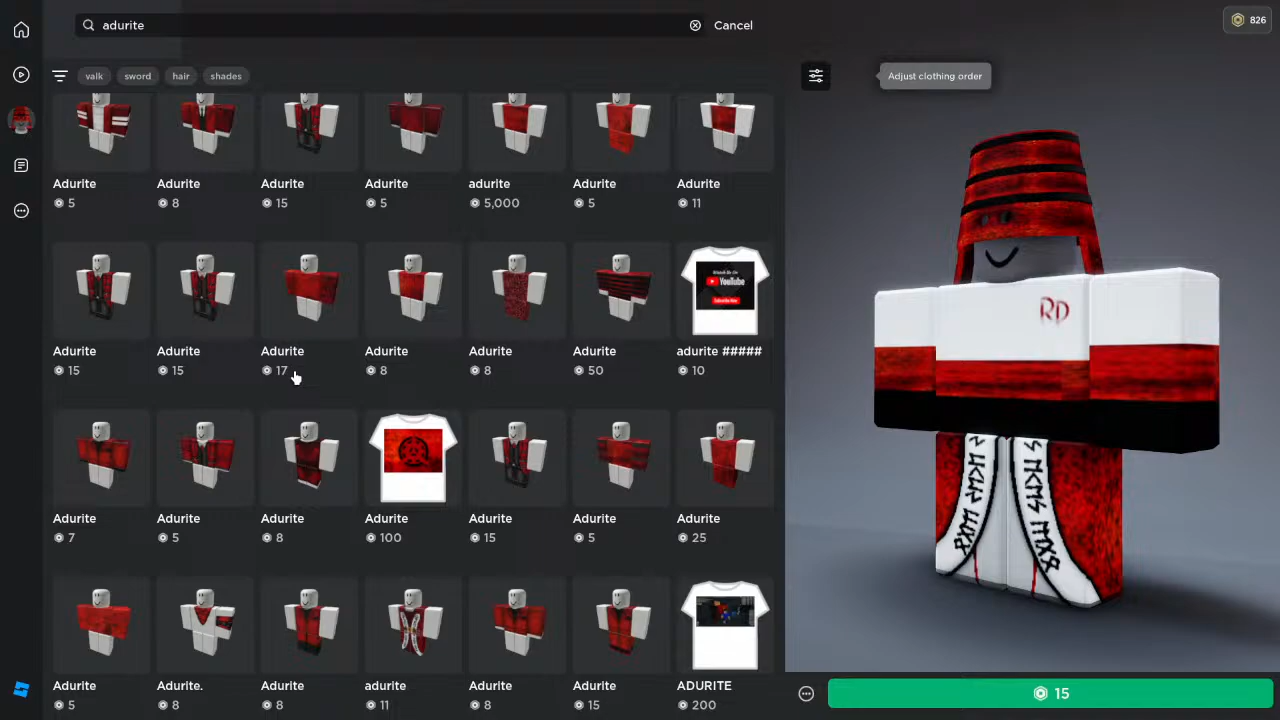 adurite
Cancel
826
valk sword hair shades
Adjust clothing order
Adurite Adurite Adurite Adurite adurite Adurite Adurite
5 8 15 5 5,000 5 11
Adurite Adurite Adurite Adurite Adurite Adurite adurite #####
15 15 17 8 8 50 10
YouTube
RD
Adurite Adurite Adurite Adurite Adurite Adurite Adurite
7 5 8 100 15 5 25
Adurite Adurite. Adurite adurite Adurite Adurite ADURITE
5 8 8 11 8 15 200
15